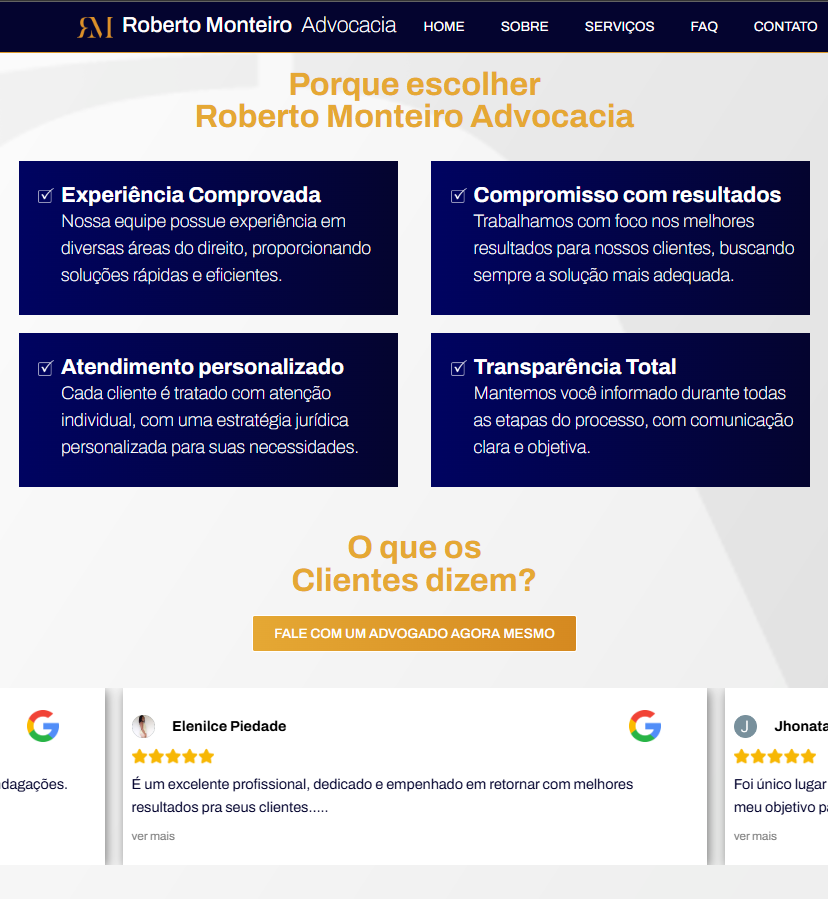 RM Roberto Monteiro Advocacia HOME SOBRE SERVIÇOS FAQ CONTATO
Porque escolher
Roberto Monteiro Advocacia
Experiência Comprovada
Nossa equipe possue experiência em
diversas áreas do direito, proporcionando
soluções rápidas e eficientes.
Compromisso com resultados
Trabalhamos com foco nos melhores
resultados para nossos clientes, buscando
sempre a solução mais adequada.
Atendimento personalizado
Cada cliente é tratado com atenção
individual, com uma estratégia jurídica
personalizada para suas necessidades.
Transparência Total
Mantemos você informado durante todas
as etapas do processo, com comunicação
clara e objetiva.
O que os
Clientes dizem?
FALE COM UM ADVOGADO AGORA MESMO
G
ndagações.
Elenilce Piedade
G
É um excelente profissional, dedicado e empenhado em retornar com melhores
resultados pra seus clientes.....
ver mais
J Jhonata
Foi único lugar
meu objetivo pa
ver mais